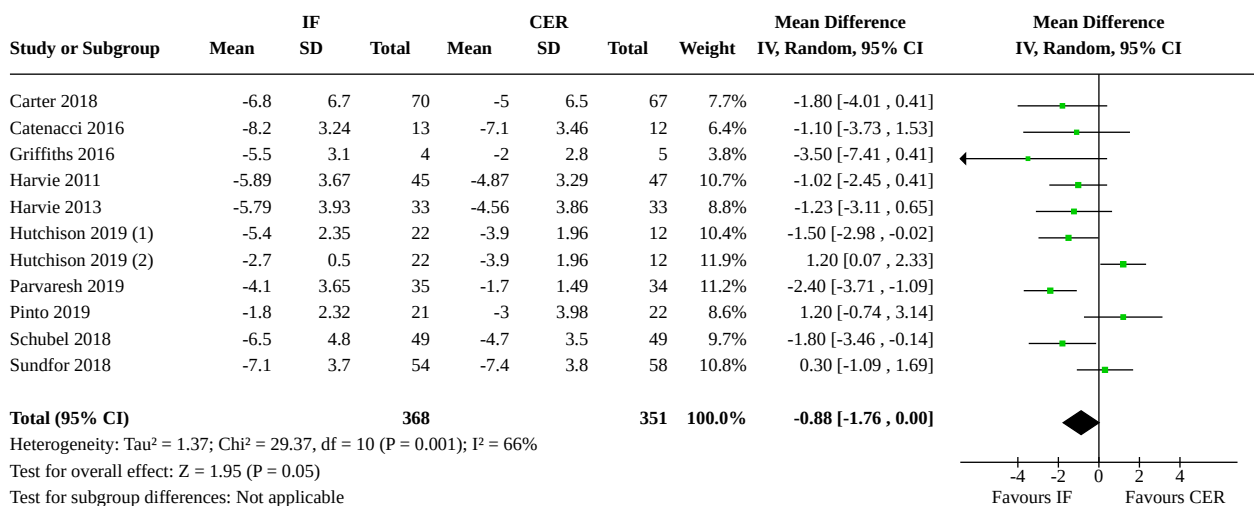 IF CER Mean Difference Mean Difference
Study or Subgroup Mean SD Total Mean SD Total Weight IV, Random, 95% CI IV, Random, 95% CI
Carter 2018 -6.8 6.7 70 -5 6.5 67 7.7% -1.80 [-4.01 , 0.41]
Catenacci 2016 -8.2 3.24 13 -7.1 3.46 12 6.4% -1.10 [-3.73 , 1.53]
Griffiths 2016 -5.5 3.1 4 -2 2.8 5 3.8% -3.50 [-7.41 , 0.41]
Harvie 2011 -5.89 3.67 45 -4.87 3.29 47 10.7% -1.02 [-2.45 , 0.41]
Harvie 2013 -5.79 3.93 33 -4.56 3.86 33 8.8% -1.23 [-3.11 , 0.65]
Hutchison 2019 (1) -5.4 2.35 22 -3.9 1.96 12 10.4% -1.50 [-2.98 , -0.02]
Hutchison 2019 (2) -2.7 0.5 22 -3.9 1.96 12 11.9% 1.20 [0.07 , 2.33]
Parvaresh 2019 -4.1 3.65 35 -1.7 1.49 34 11.2% -2.40 [-3.71 , -1.09]
Pinto 2019 -1.8 2.32 21 -3 3.98 22 8.6% 1.20 [-0.74 , 3.14]
Schubel 2018 -6.5 4.8 49 -4.7 3.5 49 9.7% -1.80 [-3.46 , -0.14]
Sundfor 2018 -7.1 3.7 54 -7.4 3.8 58 10.8% 0.30 [-1.09 , 1.69]
Total (95% CI) 368 351 100.0% -0.88 [-1.76 , 0.00]
Heterogeneity: Tau² = 1.37; Chi² = 29.37, df = 10 (P = 0.001); I² = 66%
Test for overall effect: Z = 1.95 (P = 0.05)
Test for subgroup differences: Not applicable
-4 -2 0 2 4
Favours IF Favours CER